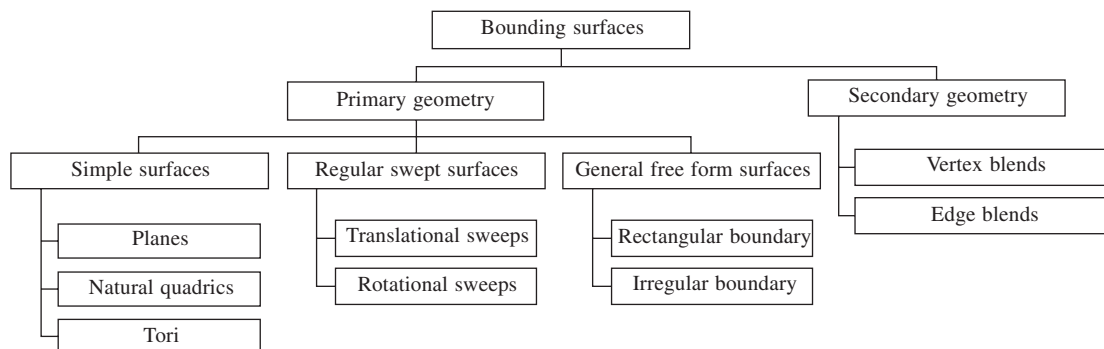 Bounding surfaces
Primary geometry
Secondary geometry
Simple surfaces
Regular swept surfaces
General free form surfaces
Vertex blends
Edge blends
Planes
Translational sweeps
Rectangular boundary
Natural quadrics
Rotational sweeps
Irregular boundary
Tori